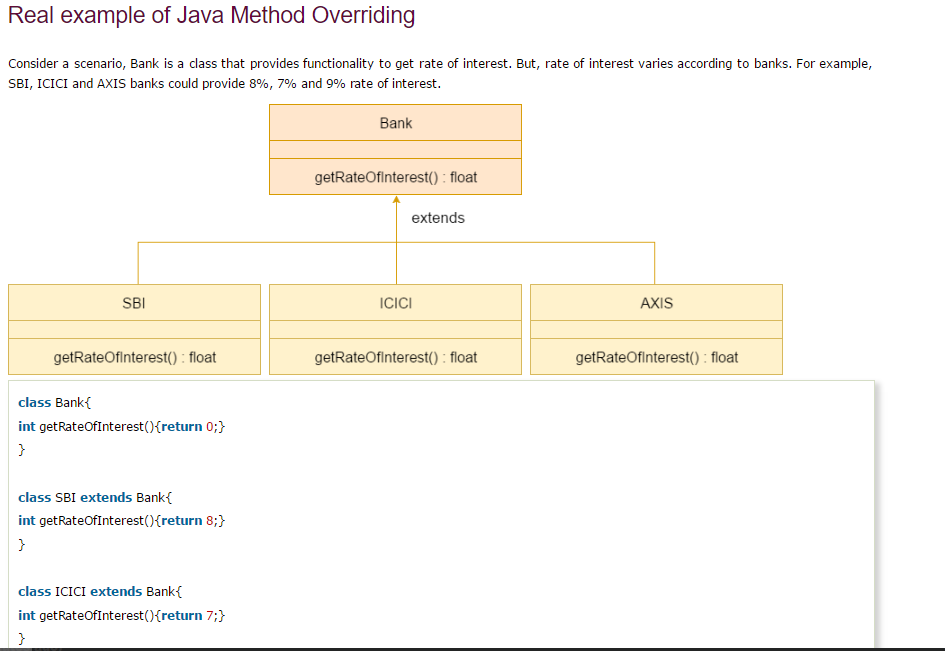 Real example of Java Method Overriding
Consider a scenario, Bank is a class that provides functionality to get rate of interest. But, rate of interest varies according to banks. For example,
SBI, ICICI and AXIS banks could provide 8%, 7% and 9% rate of interest.
Bank
getRateOfInterest() : float
extends
SBI
ICICI
AXIS
getRateOfInterest() : float
getRateOfInterest() : float
getRateOfInterest() : float
class Bank{
int getRateOfInterest(){return 0;}
}
class SBI extends Bank{
int getRateOfInterest(){return 8;}
}
class ICICI extends Bank{
int getRateOfInterest(){return 7;}
}